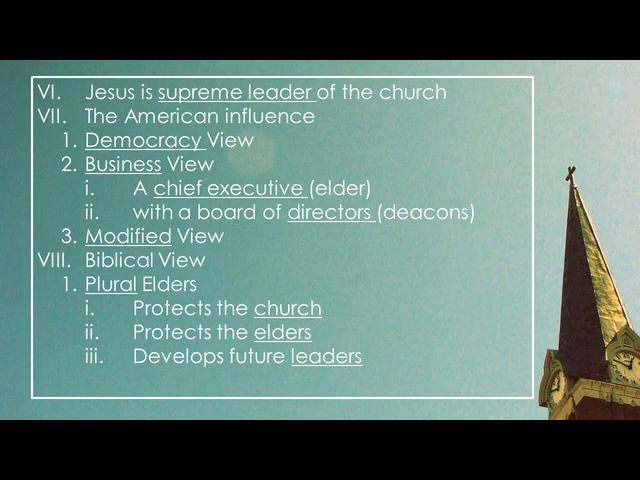 VI. Jesus is supreme leader of the church
VII. The American influence
1. Democracy View
2. Business View
i. A chief executive (elder)
ii. with a board of directors (deacons)
3. Modified View
VIII. Biblical View
1. Plural Elders
i. Protects the church
ii. Protects the elders
iii. Develops future leaders